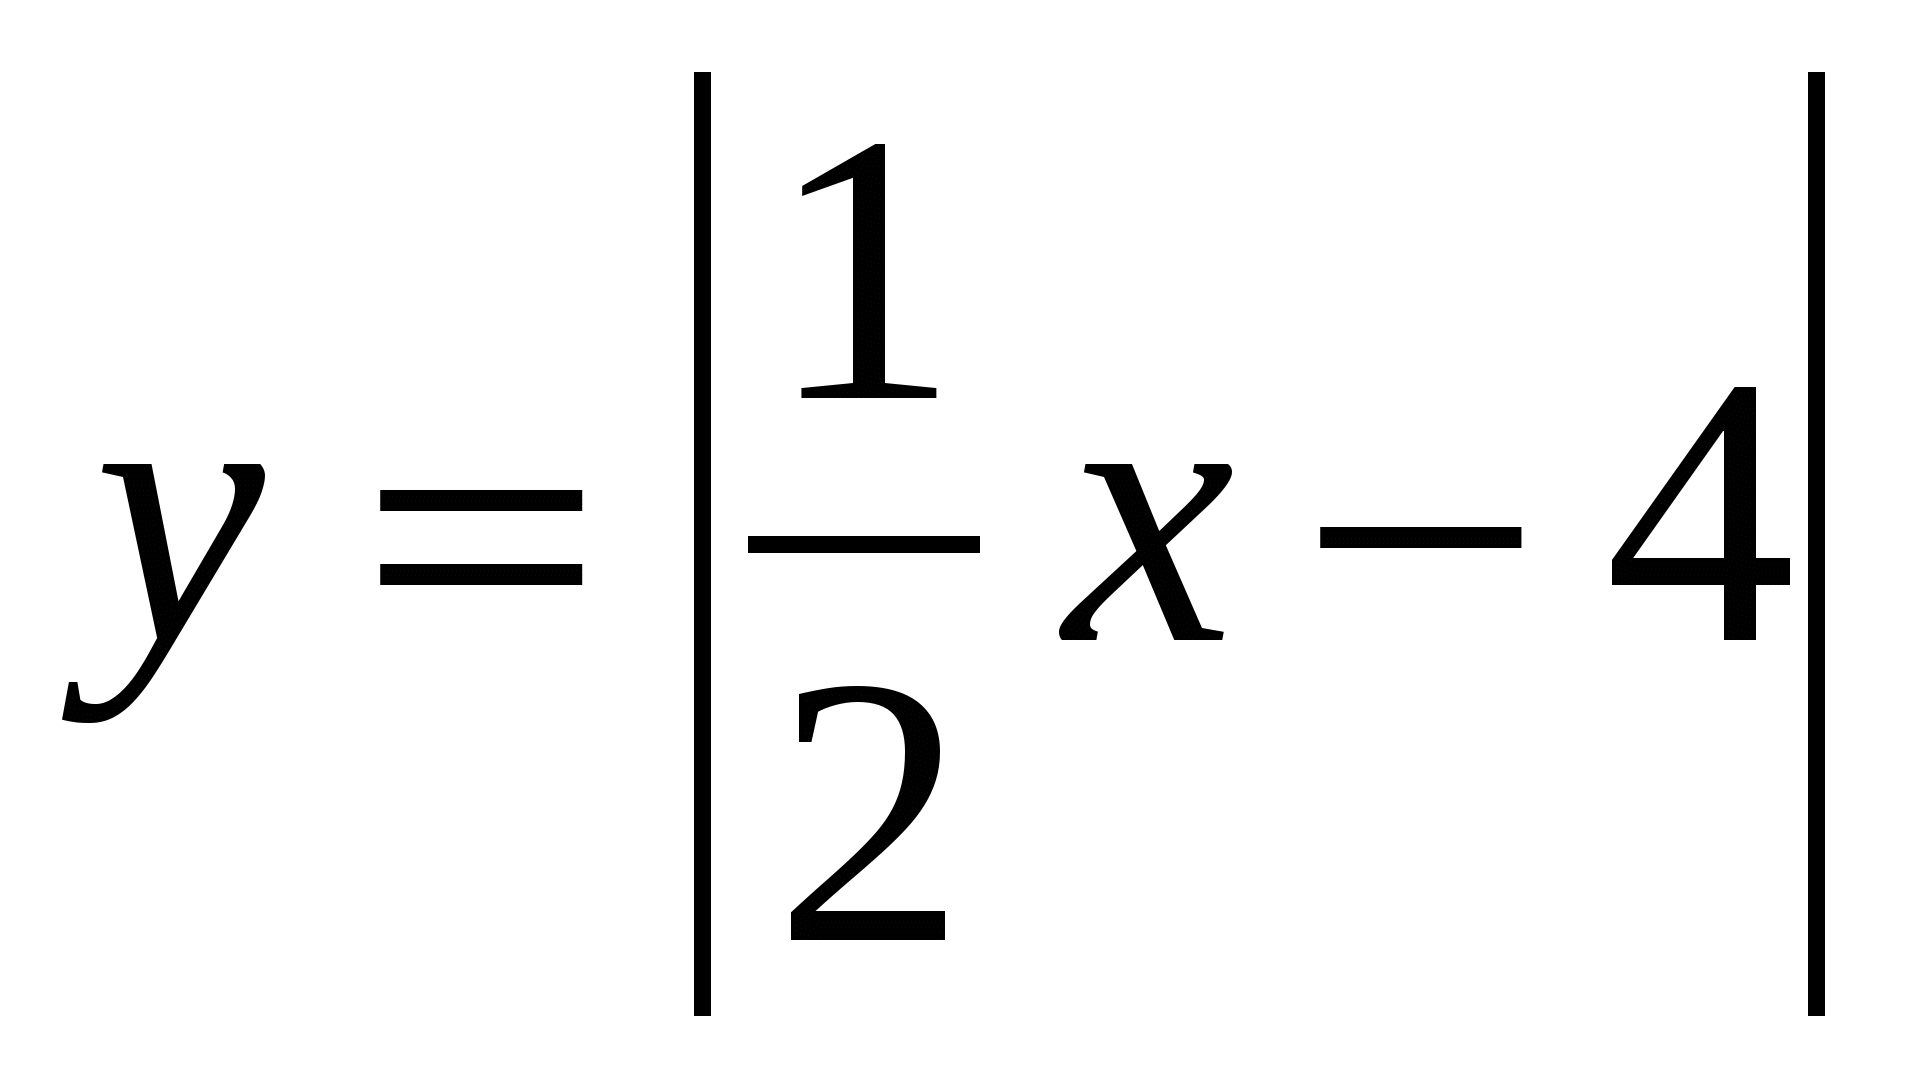 y = |1/2 x − 4|